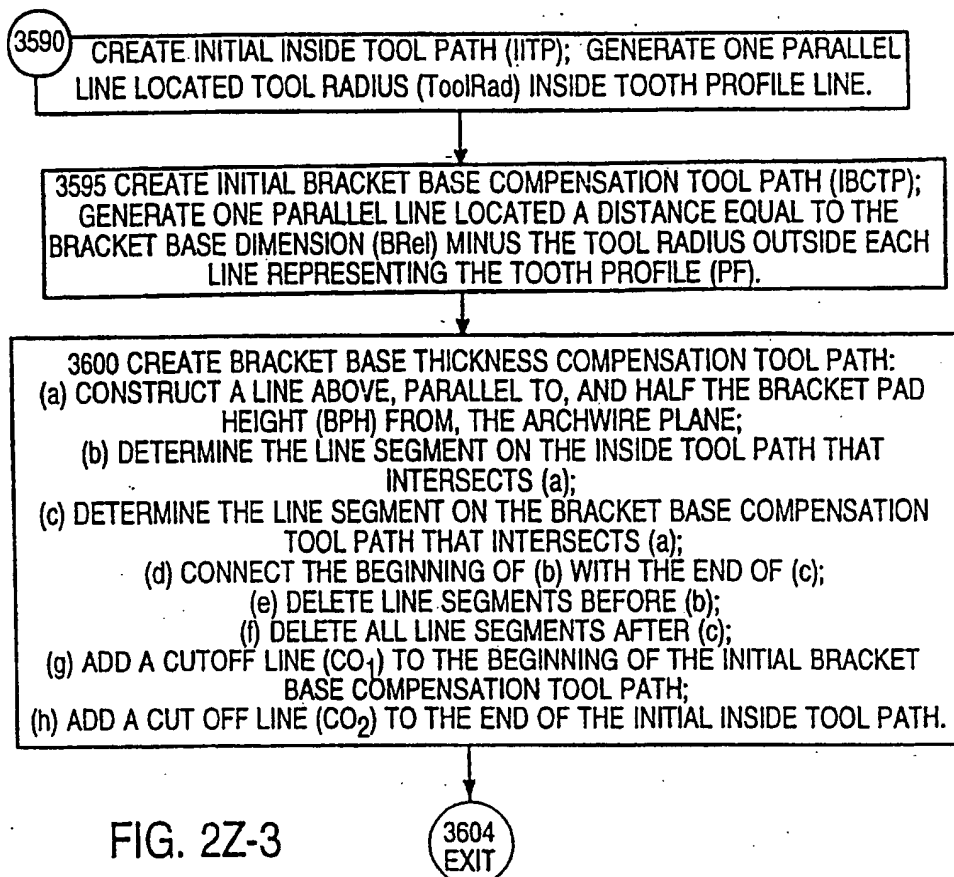 3590
CREATE INITIAL INSIDE TOOL PATH (IITP); GENERATE ONE PARALLEL
LINE LOCATED TOOL RADIUS (ToolRad) INSIDE TOOTH PROFILE LINE.
3595 CREATE INITIAL BRACKET BASE COMPENSATION TOOL PATH (IBCTP);
GENERATE ONE PARALLEL LINE LOCATED A DISTANCE EQUAL TO THE
BRACKET BASE DIMENSION (BRel) MINUS THE TOOL RADIUS OUTSIDE EACH
LINE REPRESENTING THE TOOTH PROFILE (PF).
3600 CREATE BRACKET BASE THICKNESS COMPENSATION TOOL PATH:
(a) CONSTRUCT A LINE ABOVE, PARALLEL TO, AND HALF THE BRACKET PAD
HEIGHT (BPH) FROM, THE ARCHWIRE PLANE;
(b) DETERMINE THE LINE SEGMENT ON THE INSIDE TOOL PATH THAT
INTERSECTS (a);
(c) DETERMINE THE LINE SEGMENT ON THE BRACKET BASE COMPENSATION
TOOL PATH THAT INTERSECTS (a);
(d) CONNECT THE BEGINNING OF (b) WITH THE END OF (c);
(e) DELETE LINE SEGMENTS BEFORE (b);
(f) DELETE ALL LINE SEGMENTS AFTER (c);
(g) ADD A CUTOFF LINE (CO1) TO THE BEGINNING OF THE INITIAL BRACKET
BASE COMPENSATION TOOL PATH;
(h) ADD A CUT OFF LINE (CO2) TO THE END OF THE INITIAL INSIDE TOOL PATH.
FIG. 2Z-3
3604
EXIT